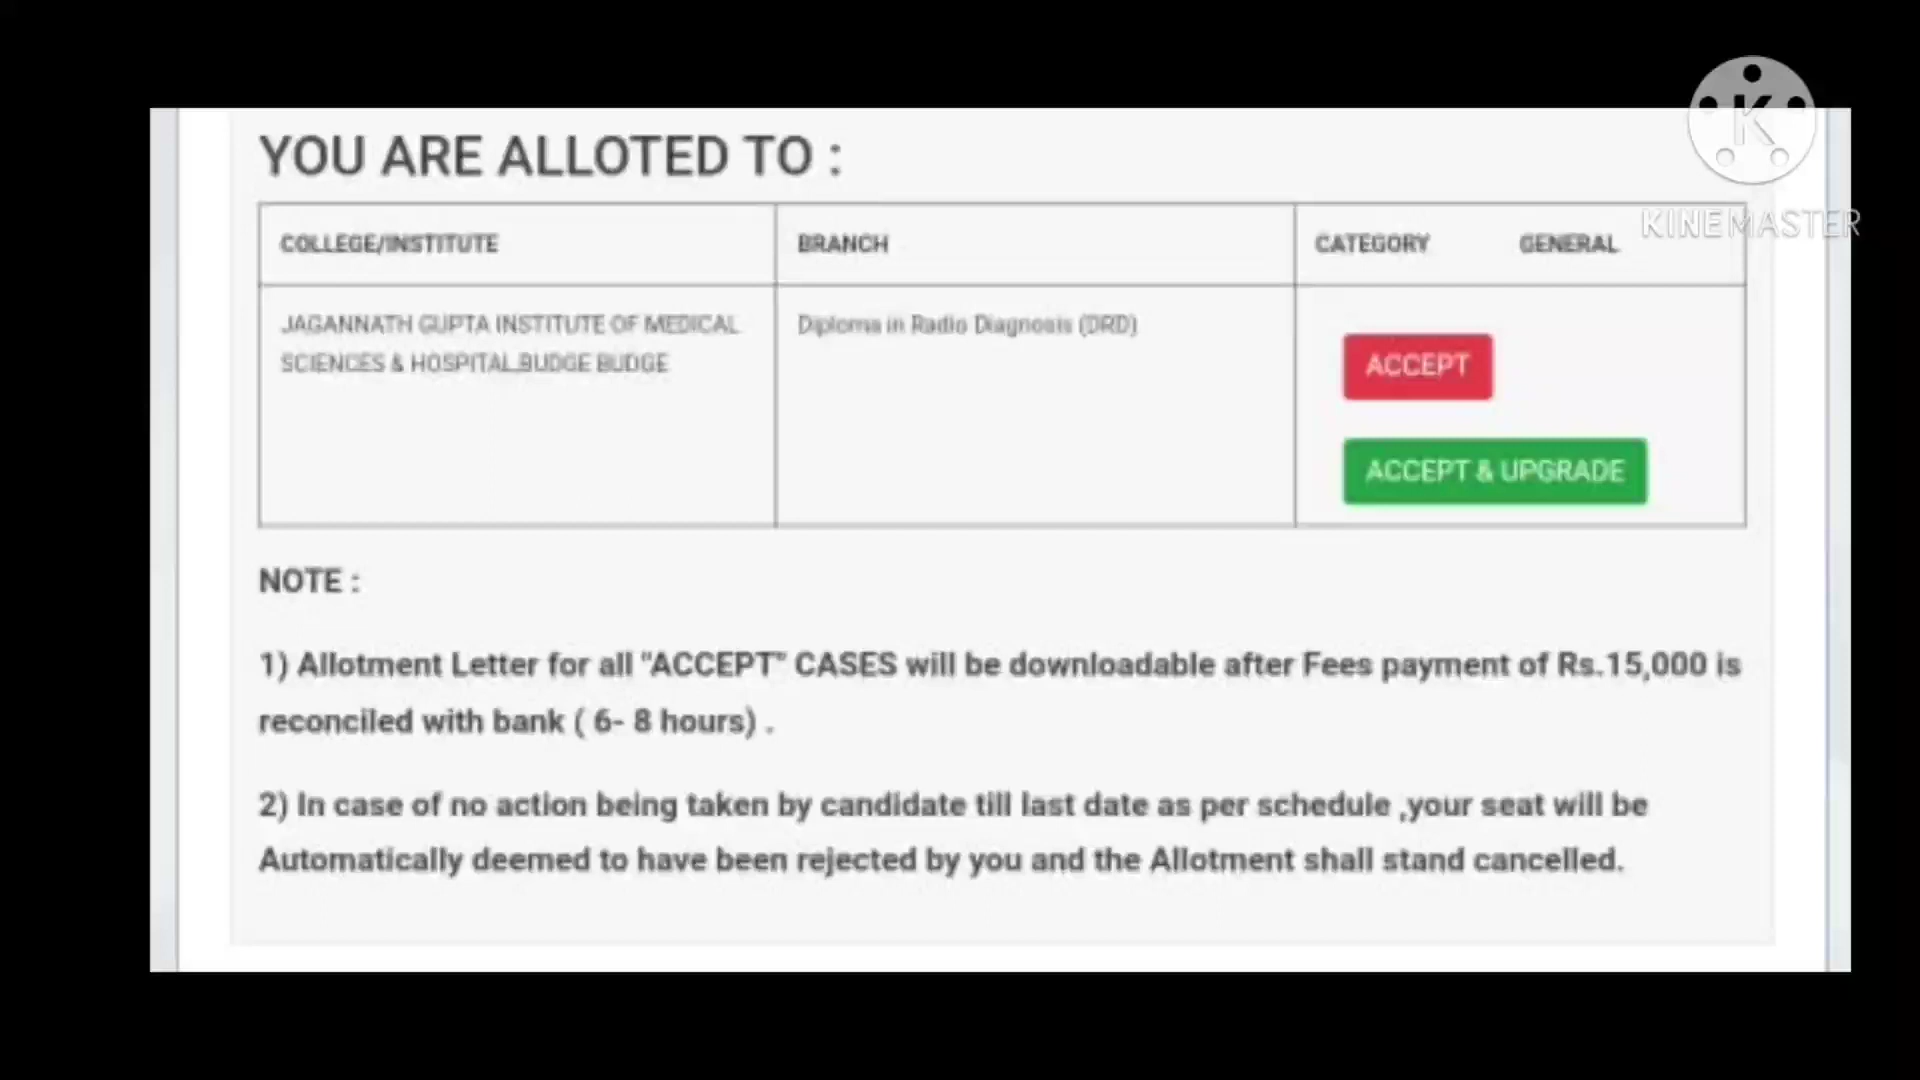 YOU ARE ALLOTED TO :
COLLEGE/INSTITUTE
BRANCH
CATEGORY GENERAL
JAGANNATH GUPTA INSTITUTE OF MEDICAL
SCIENCES & HOSPITAL,BUDGE BUDGE
Diploma in Radio Diagnosis (DRD)
ACCEPT
ACCEPT & UPGRADE
NOTE :
1) Allotment Letter for all "ACCEPT" CASES will be downloadable after Fees payment of Rs.15,000 is
reconciled with bank ( 6- 8 hours) .
2) In case of no action being taken by candidate till last date as per schedule ,your seat will be
Automatically deemed to have been rejected by you and the Allotment shall stand cancelled.
K
KINEMASTER